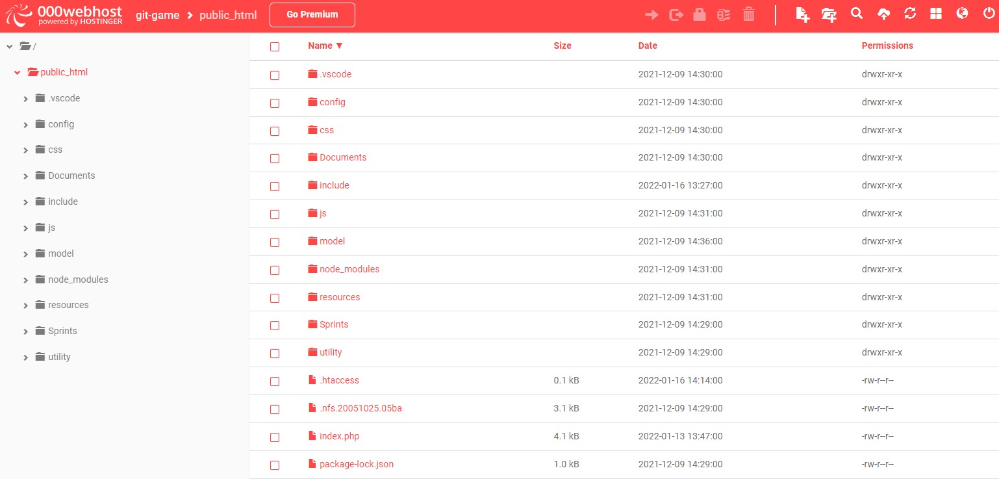 000webhost
powered by HOSTINGER
git-game
public_html
Go Premium
/
public_html
.vscode
config
css
Documents
include
js
model
node_modules
resources
Sprints
utility
Name ▼ Size Date Permissions
.vscode 2021-12-09 14:30:00 drwxr-xr-x
config 2021-12-09 14:30:00 drwxr-xr-x
css 2021-12-09 14:30:00 drwxr-xr-x
Documents 2021-12-09 14:30:00 drwxr-xr-x
include 2022-01-16 13:27:00 drwxr-xr-x
js 2021-12-09 14:31:00 drwxr-xr-x
model 2021-12-09 14:36:00 drwxr-xr-x
node_modules 2021-12-09 14:31:00 drwxr-xr-x
resources 2021-12-09 14:31:00 drwxr-xr-x
Sprints 2021-12-09 14:29:00 drwxr-xr-x
utility 2021-12-09 14:29:00 drwxr-xr-x
.htaccess 0.1 kB 2022-01-16 14:14:00 -rw-r--r--
.nfs.20051025.05ba 3.1 kB 2021-12-09 14:29:00 -rw-r--r--
index.php 4.1 kB 2022-01-13 13:47:00 -rw-r--r--
package-lock.json 1.0 kB 2021-12-09 14:29:00 -rw-r--r--